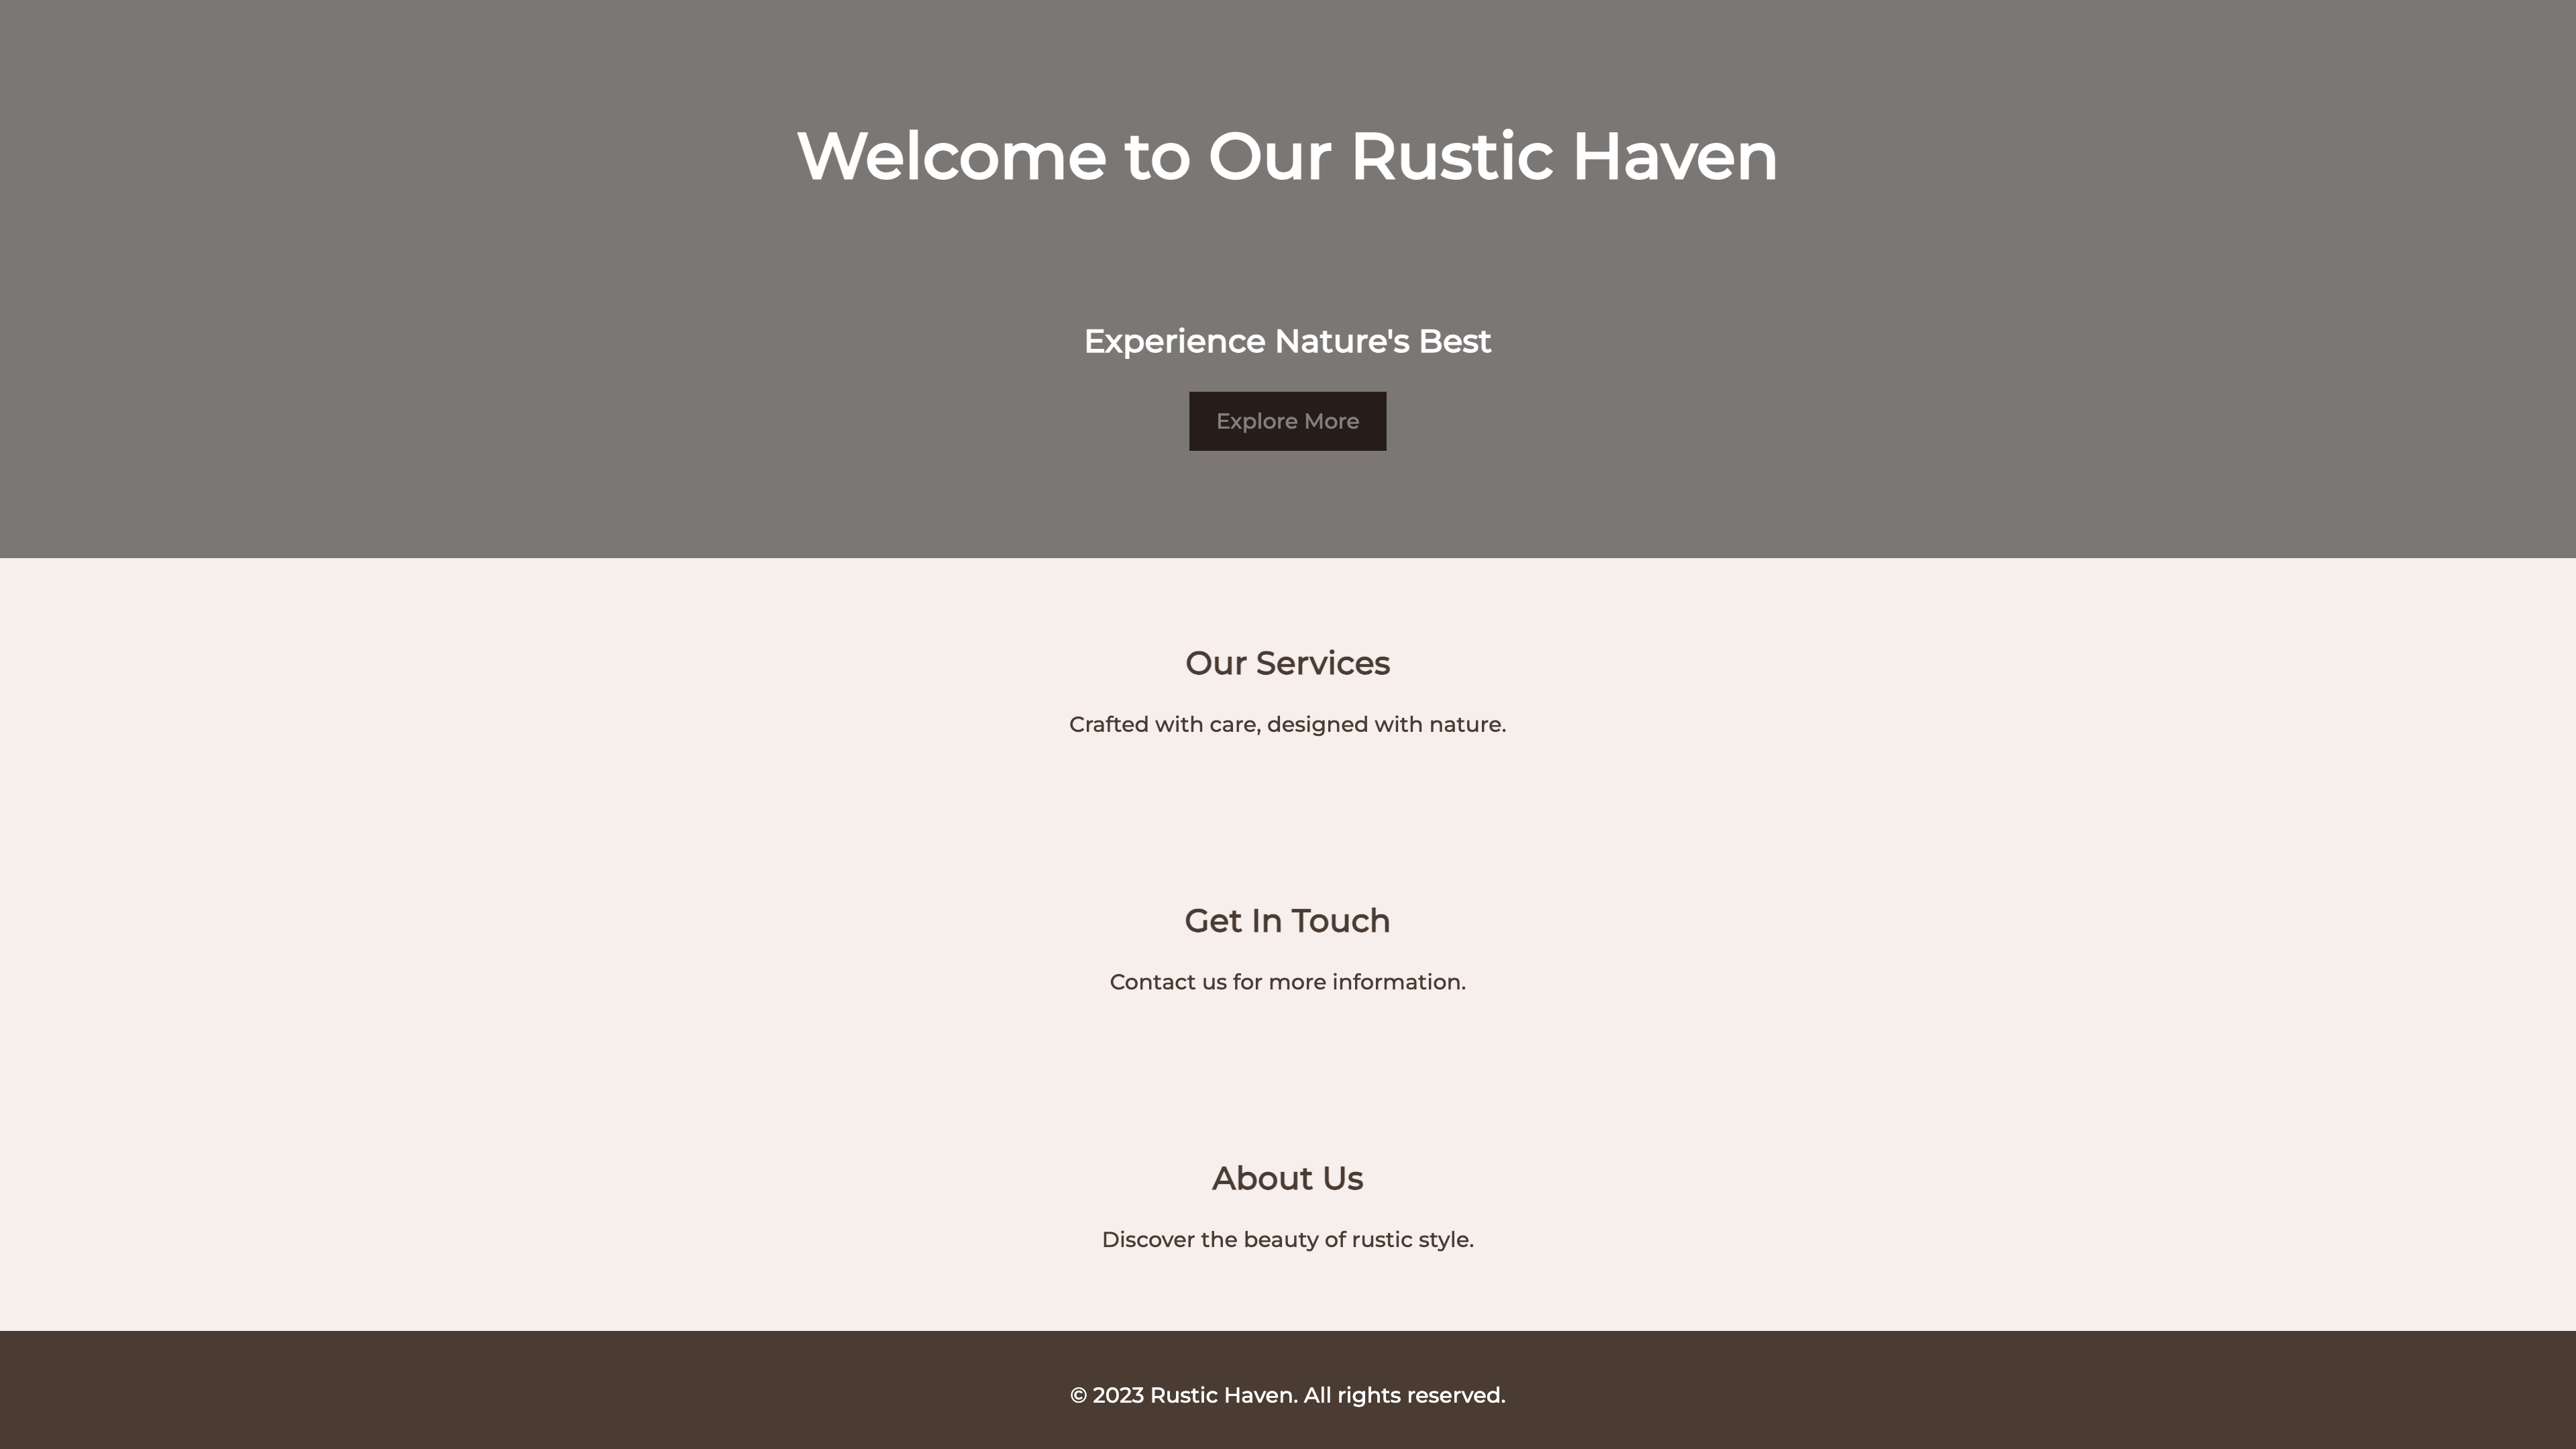 Welcome to Our Rustic Haven
Experience Nature's Best
Explore More
Our Services
Crafted with care, designed with nature.
Get In Touch
Contact us for more information.
About Us
Discover the beauty of rustic style.
© 2023 Rustic Haven. All rights reserved.